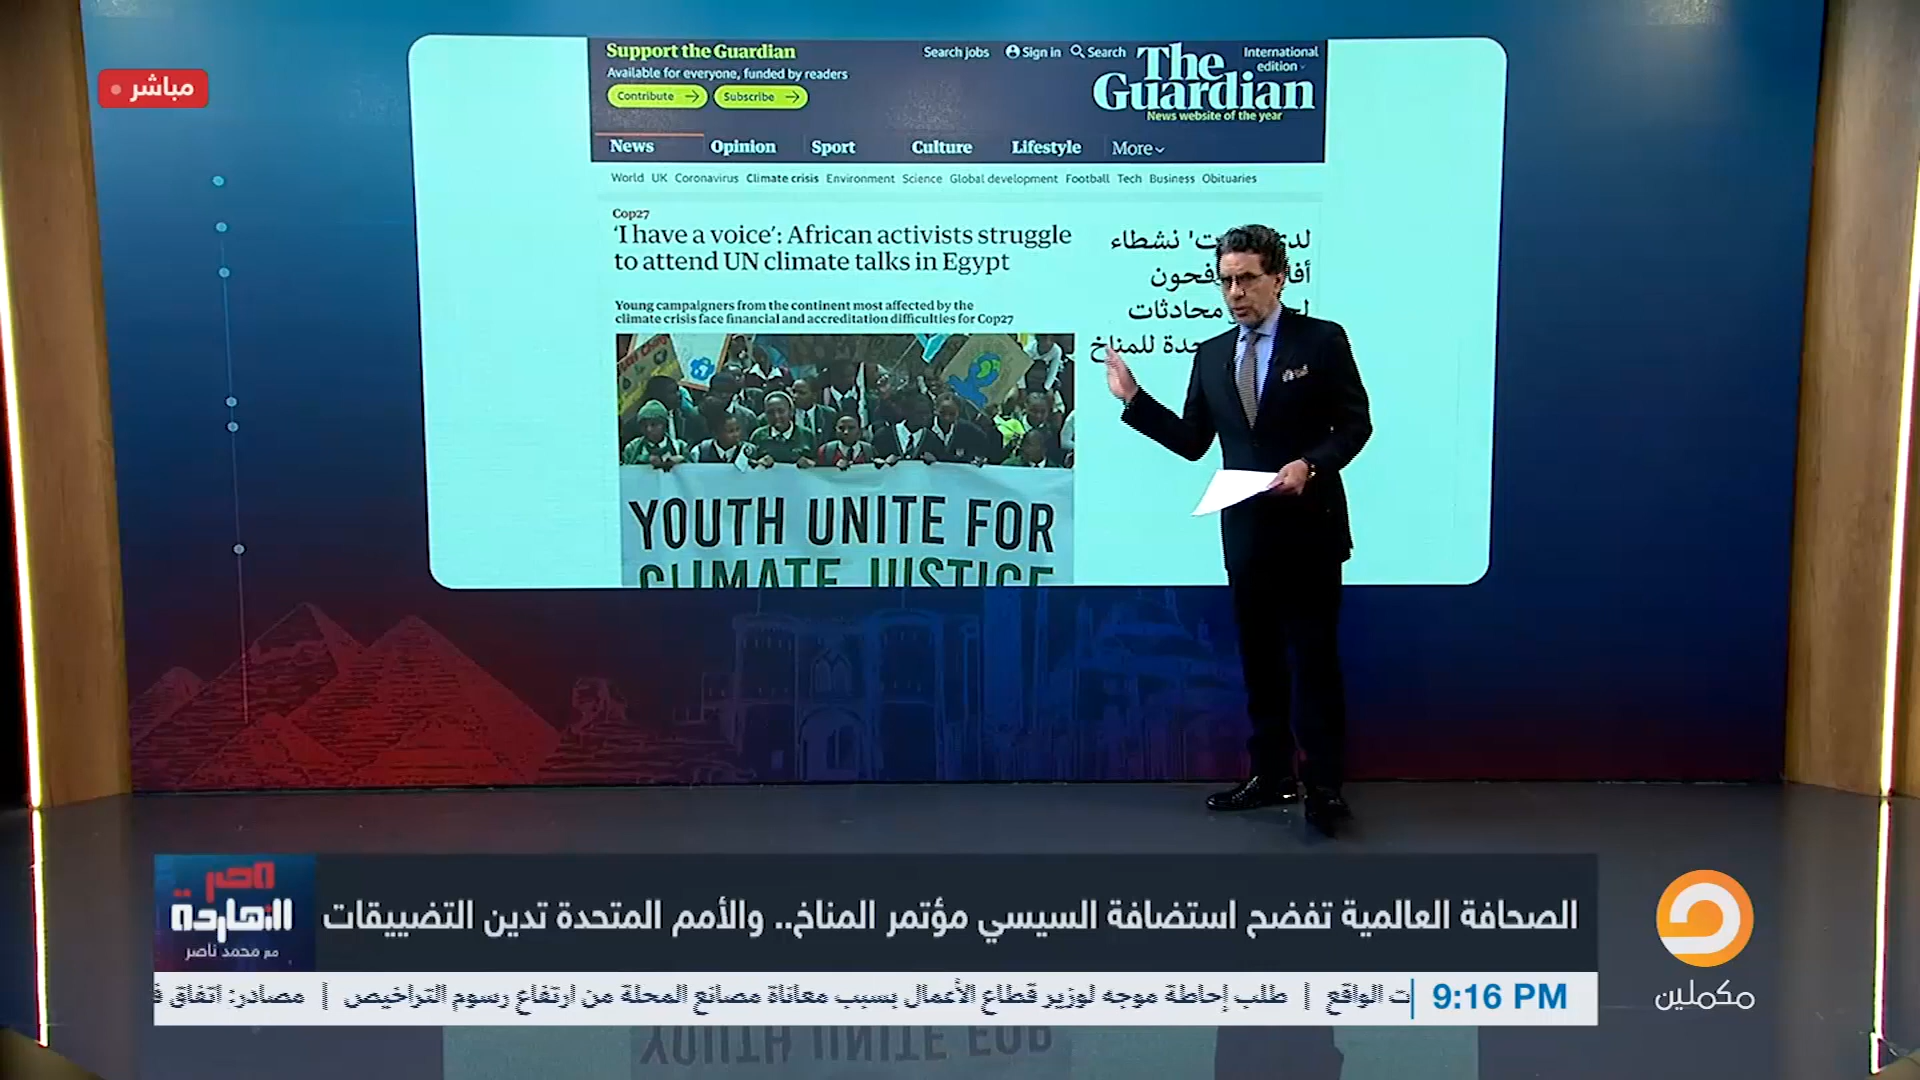 مباشر
Support the Guardian
Available for everyone, funded by readers
Contribute →
Subscribe →
Search jobs
Sign in
Search
International edition
The Guardian
News website of the year
News Opinion Sport Culture Lifestyle More
World UK Coronavirus Climate crisis Environment Science Global development Football Tech Business Obituaries
Cop27
‘I have a voice’: African activists struggle
to attend UN climate talks in Egypt
Young campaigners from the continent most affected by the
climate crisis face financial and accreditation difficulties for Cop27
نشطاء
محادثات
للمناخ
YOUTH UNITE FOR
CLIMATE JUSTICE
مصر
النهاردة
مع محمد ناصر
الصحافة العالمية تفضح استضافة السيسي مؤتمر المناخ.. والأمم المتحدة تدين التضييقات
9:16 PM
الواقع | طلب إحاطة موجه لوزير قطاع الأعمال بسبب معاناة مصانع المحلة من ارتفاع رسوم التراخيص | مصادر: اتفاق
مكملين